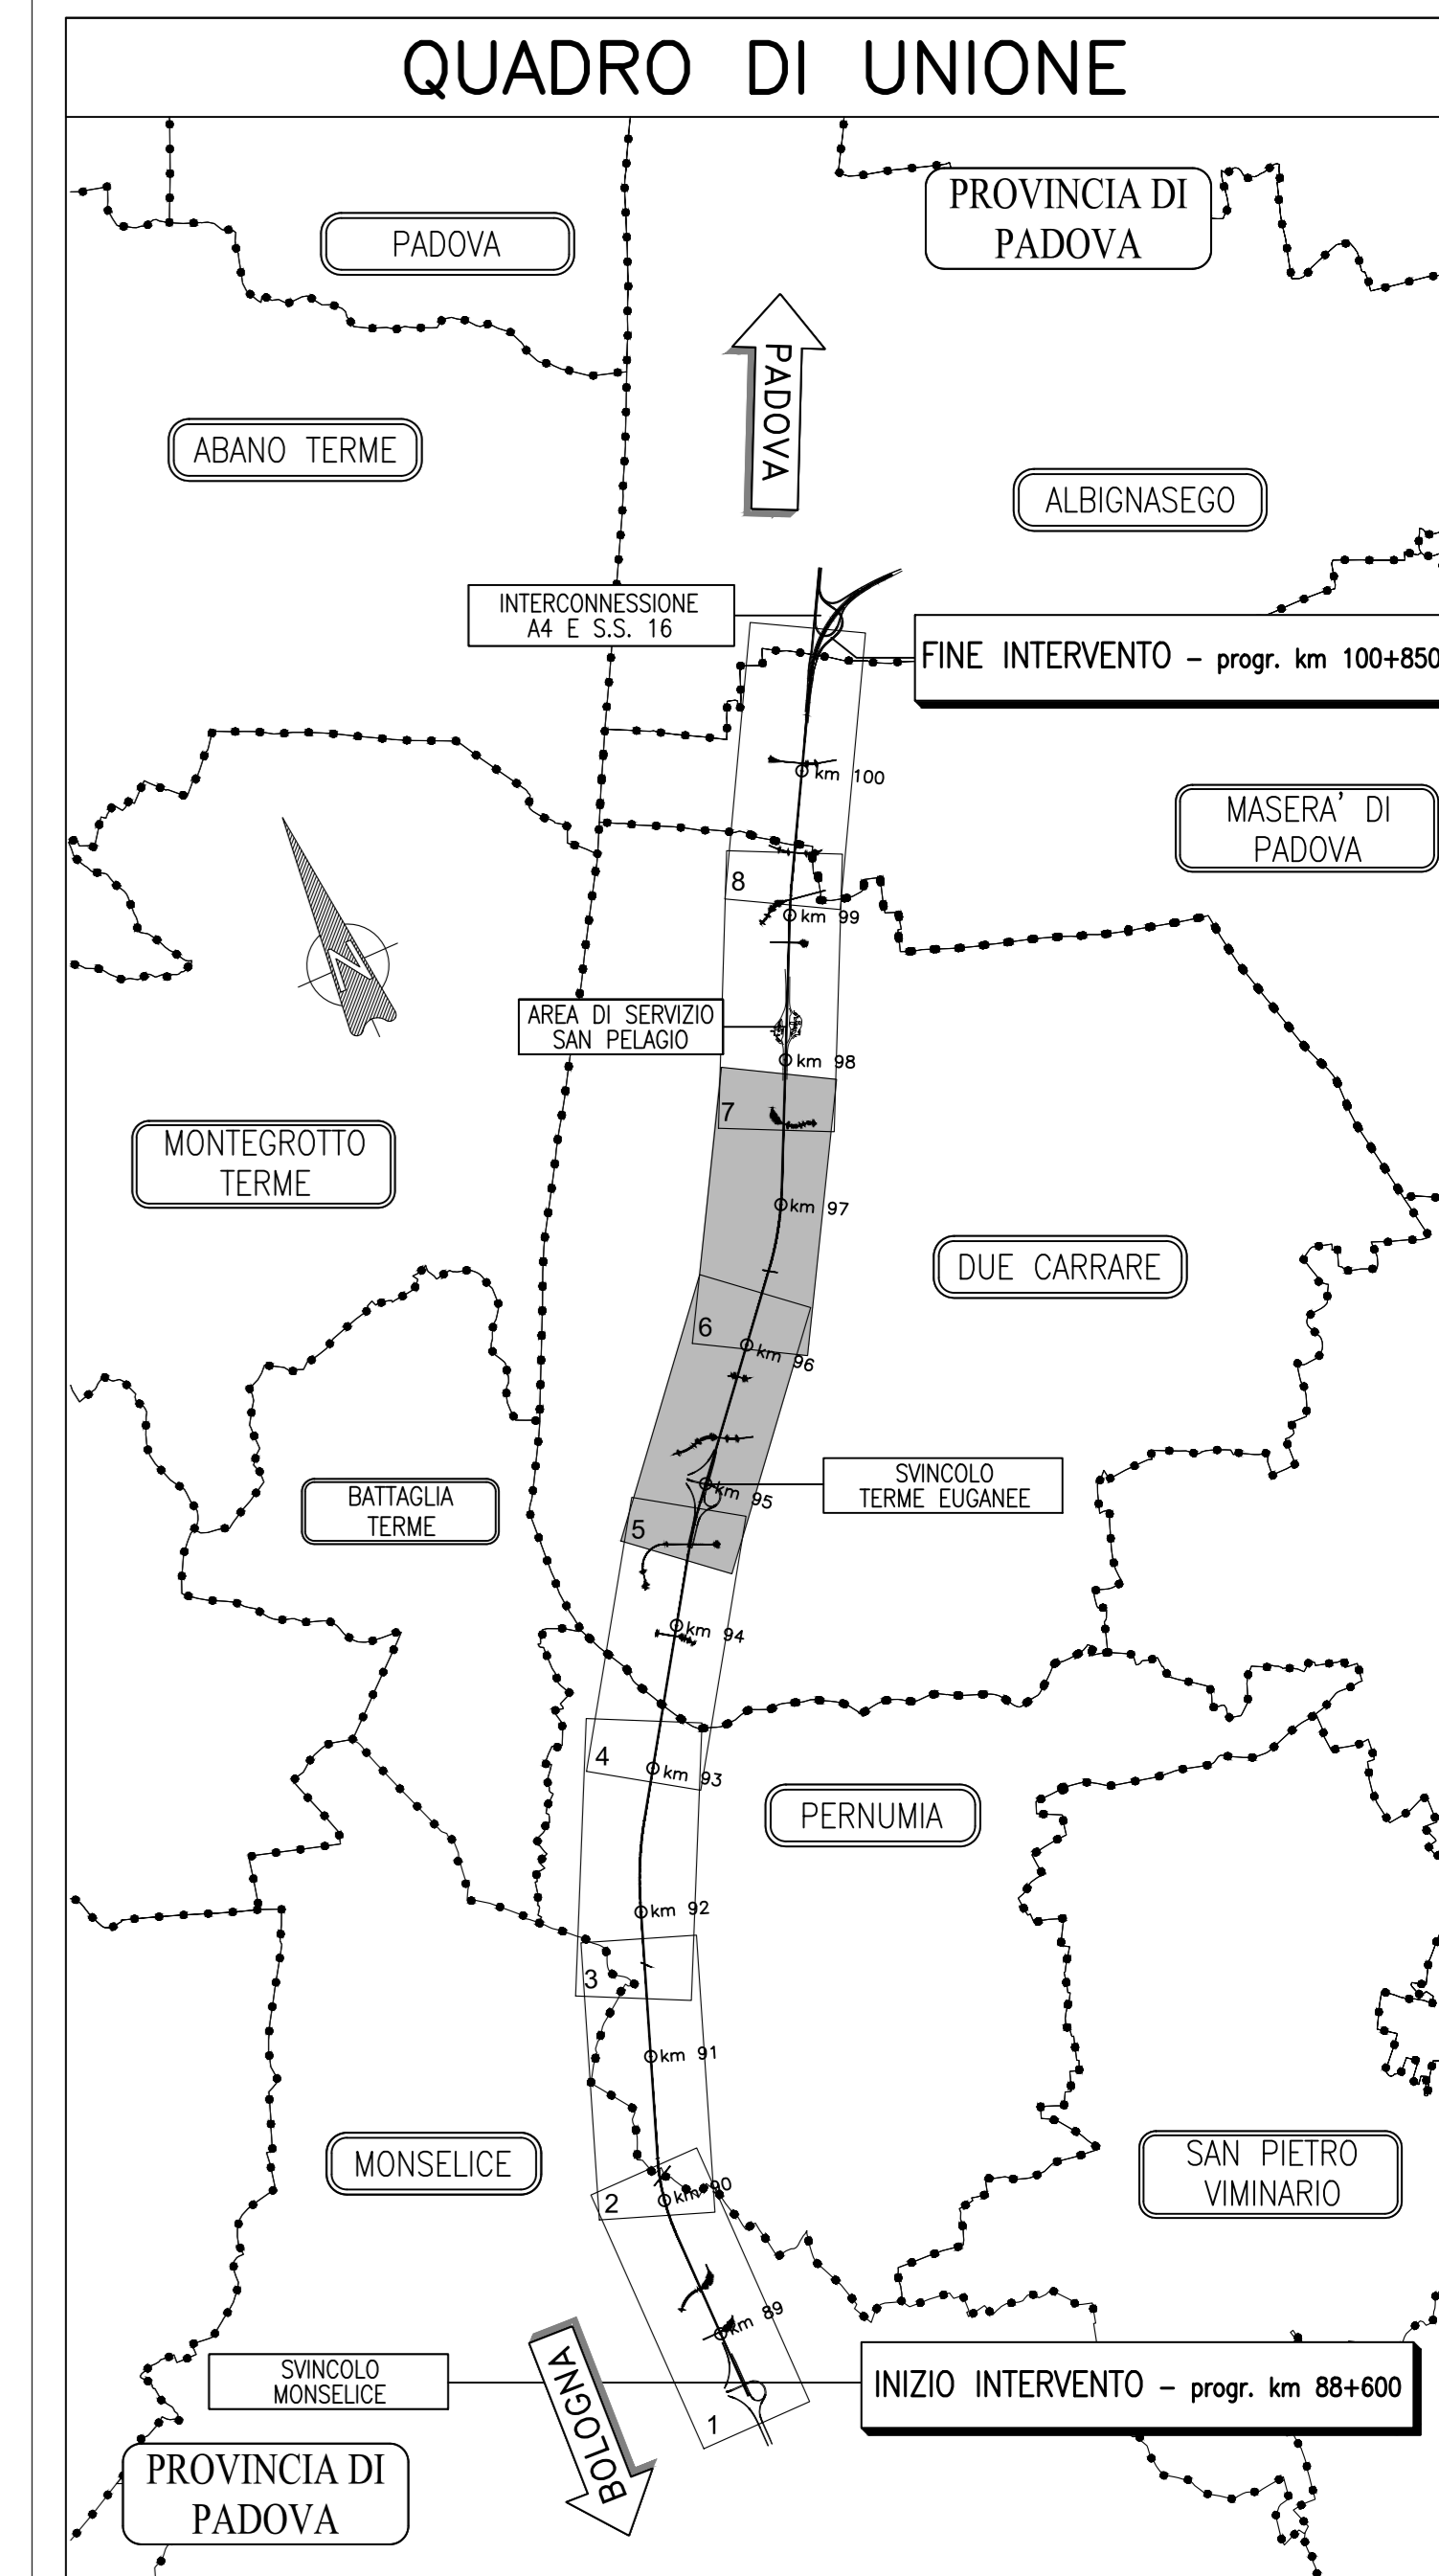 QUADRO DI UNIONE
PROVINCIA DI
PADOVA
PADOVA
PADOVA
ABANO TERME
ALBIGNASEGO
INTERCONNESSIONE
A4 E S.S. 16
FINE INTERVENTO – progr. km 100+850
km 100
MASERA' DI
PADOVA
8
km 99
N
AREA DI SERVIZIO
SAN PELAGIO
km 98
7
MONTEGROTTO
TERME
km 97
DUE CARRARE
6
km 96
SVINCOLO
TERME EUGANEE
km 95
BATTAGLIA
TERME
5
km 94
4
km 93
PERNUMIA
km 92
3
km 91
MONSELICE
SAN PIETRO
VIMINARIO
2
km 90
km 89
BOLOGNA
SVINCOLO
MONSELICE
INIZIO INTERVENTO – progr. km 88+600
1
PROVINCIA DI
PADOVA